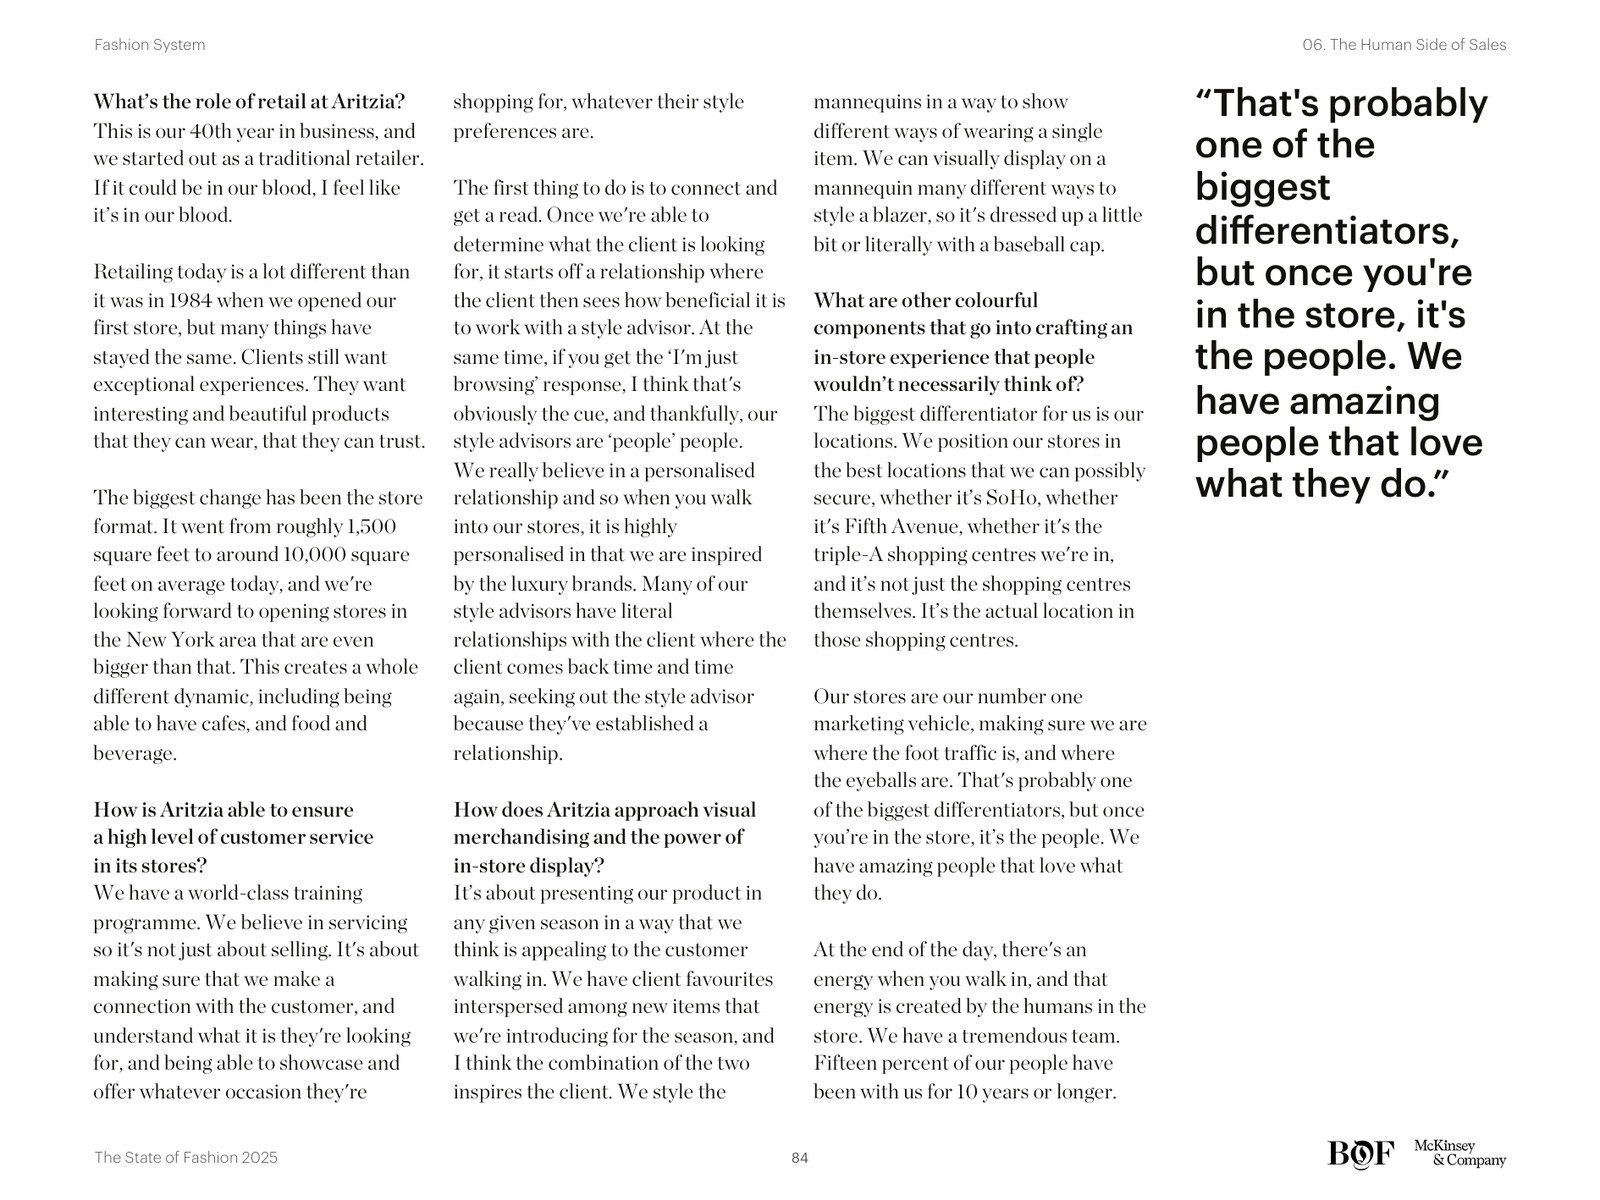 Fashion System
06. The Human Side of Sales
What's the role of retail at Aritzia?
This is our 40th year in business, and
we started out as a traditional retailer.
If it could be in our blood, I feel like
it's in our blood.
Retailing today is a lot different than
it was in 1984 when we opened our
first store, but many things have
stayed the same. Clients still want
exceptional experiences. They want
interesting and beautiful products
that they can wear, that they can trust.
The biggest change has been the store
format. It went from roughly 1,500
square feet to around 10,000 square
feet on average today, and we're
looking forward to opening stores in
the New York area that are even
bigger than that. This creates a whole
different dynamic, including being
able to have cafes, and food and
beverage.
How is Aritzia able to ensure
a high level of customer service
in its stores?
We have a world-class training
programme. We believe in servicing
so it's not just about selling. It's about
making sure that we make a
connection with the customer, and
understand what it is they're looking
for, and being able to showcase and
offer whatever occasion they're
shopping for, whatever their style
preferences are.
The first thing to do is to connect and
get a read. Once we're able to
determine what the client is looking
for, it starts off a relationship where
the client then sees how beneficial it is
to work with a style advisor. At the
same time, if you get the ‘I'm just
browsing’ response, I think that's
obviously the cue, and thankfully, our
style advisors are ‘people’ people.
We really believe in a personalised
relationship and so when you walk
into our stores, it is highly
personalised in that we are inspired
by the luxury brands. Many of our
style advisors have literal
relationships with the client where the
client comes back time and time
again, seeking out the style advisor
because they've established a
relationship.
How does Aritzia approach visual
merchandising and the power of
in-store display?
It's about presenting our product in
any given season in a way that we
think is appealing to the customer
walking in. We have client favourites
interspersed among new items that
we're introducing for the season, and
I think the combination of the two
inspires the client. We style the
mannequins in a way to show
different ways of wearing a single
item. We can visually display on a
mannequin many different ways to
style a blazer, so it's dressed up a little
bit or literally with a baseball cap.
What are other colourful
components that go into crafting an
in-store experience that people
wouldn't necessarily think of?
The biggest differentiator for us is our
locations. We position our stores in
the best locations that we can possibly
secure, whether it's SoHo, whether
it's Fifth Avenue, whether it's the
triple-A shopping centres we're in,
and it's not just the shopping centres
themselves. It's the actual location in
those shopping centres.
Our stores are our number one
marketing vehicle, making sure we are
where the foot traffic is, and where
the eyeballs are. That's probably one
of the biggest differentiators, but once
you're in the store, it's the people. We
have amazing people that love what
they do.
At the end of the day, there's an
energy when you walk in, and that
energy is created by the humans in the
store. We have a tremendous team.
Fifteen percent of our people have
been with us for 10 years or longer.
“That's probably
one of the
biggest
differentiators,
but once you're
in the store, it's
the people. We
have amazing
people that love
what they do.”
The State of Fashion 2025
84
BOF
McKinsey
& Company